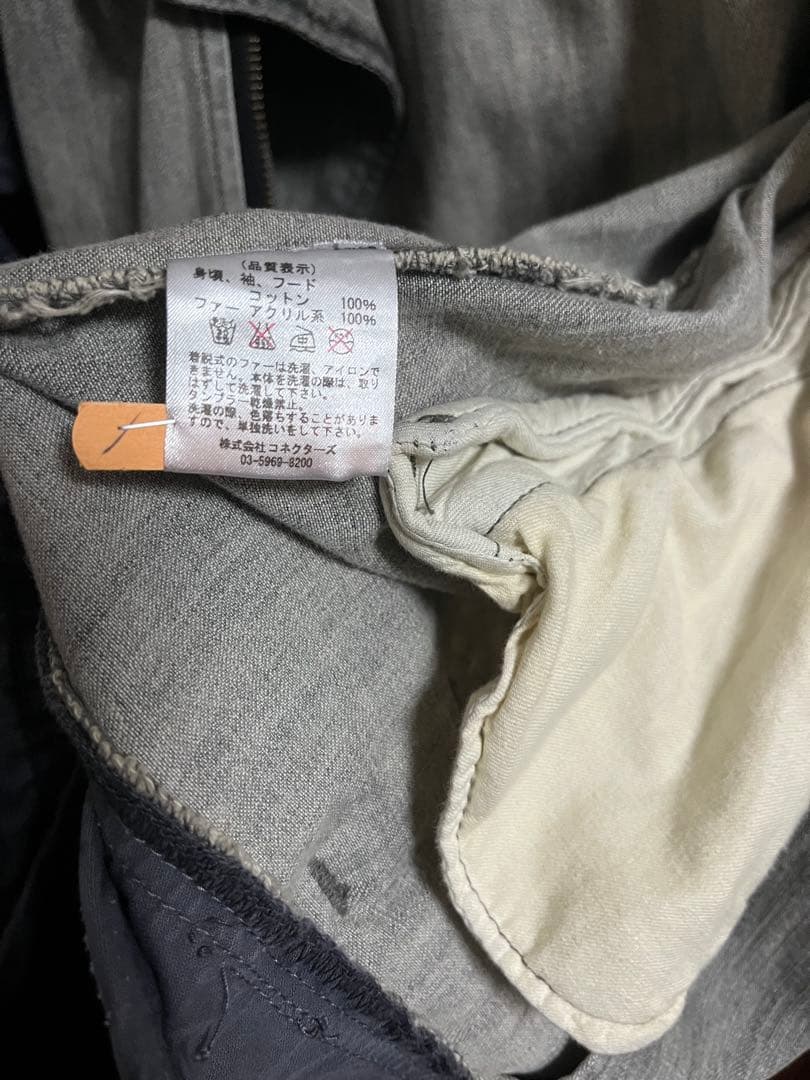 (品質表示)
身頃、袖、フード
コットン 100%
ファー アクリル系 100%
着脱式のファーは洗濯、アイロンで
きません。本体を洗濯の際は、取り
はずして洗濯して下さい。
タンブラー乾燥禁止。
洗濯の際、色落ちすることがありま
すので、単独洗いをして下さい。
株式会社コネクターズ
03-5969-8200